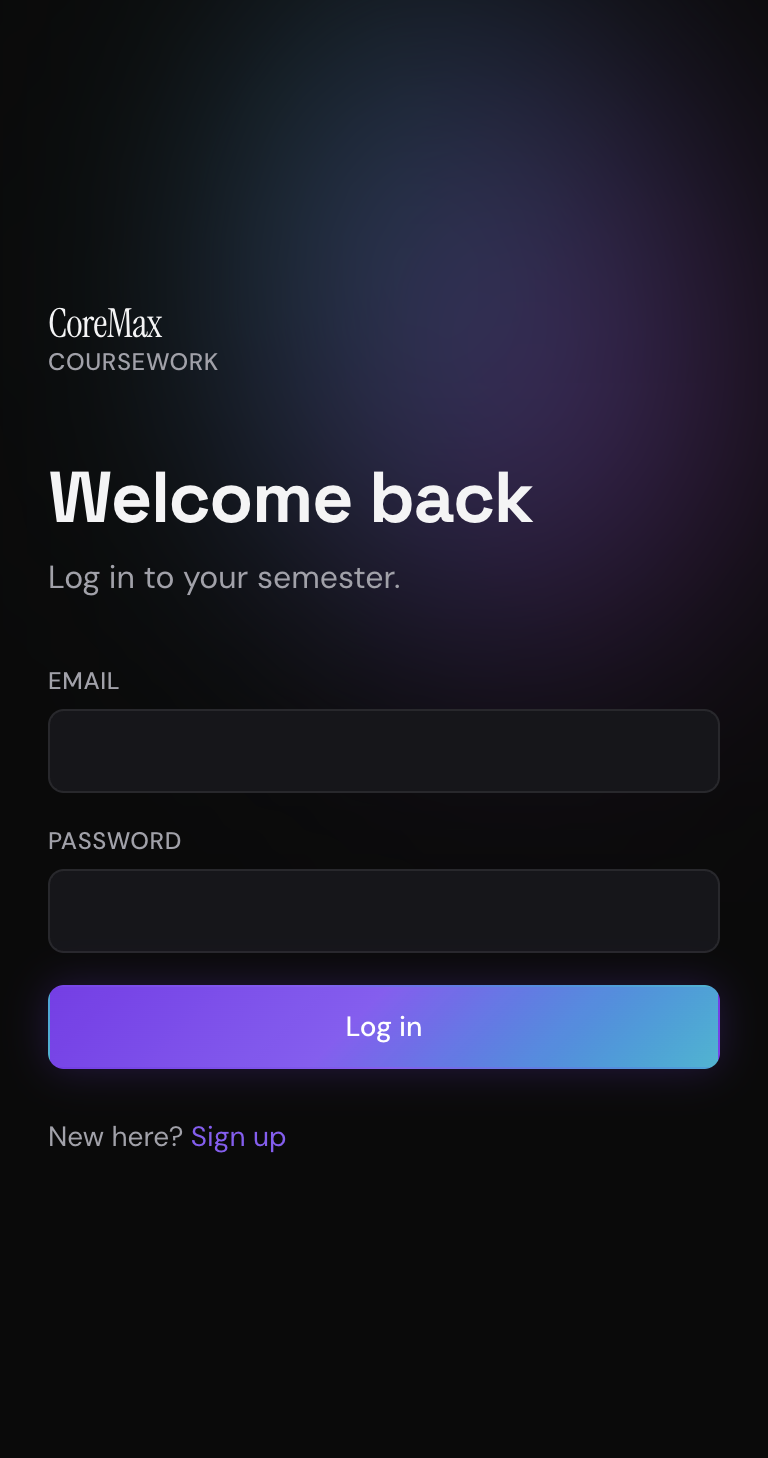 CoreMax
COURSEWORK
Welcome back
Log in to your semester.
EMAIL
PASSWORD
Log in
New here? Sign up